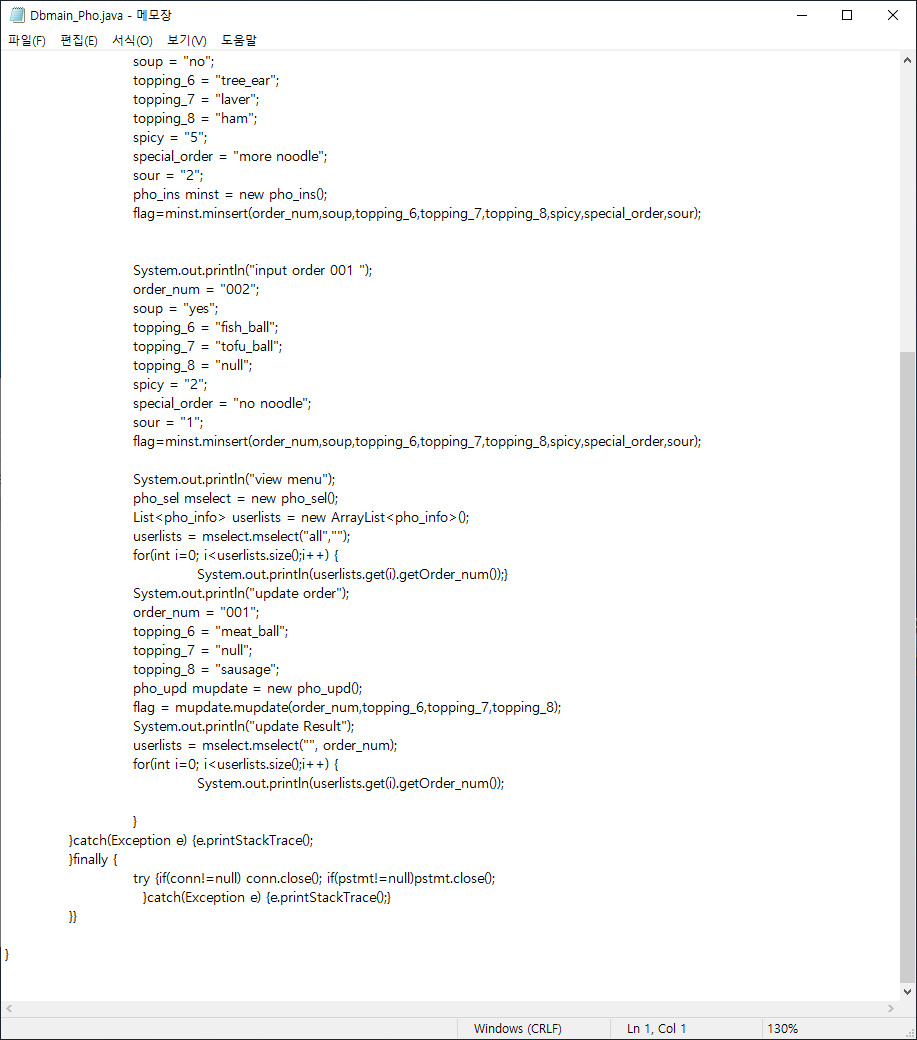 Dbmain_Pho.java - 메모장
파일(F) 편집(E) 서식(O) 보기(V) 도움말
soup = "no";
topping_6 = "tree_ear";
topping_7 = "laver";
topping_8 = "ham";
spicy = "5";
special_order = "more noodle";
sour = "2";
pho_ins minst = new pho_ins();
flag=minst.minsert(order_num,soup,topping_6,topping_7,topping_8,spicy,special_order,sour);
System.out.println("input order 001 ");
order_num = "002";
soup = "yes";
topping_6 = "fish_ball";
topping_7 = "tofu_ball";
topping_8 = "null";
spicy = "2";
special_order = "no noodle";
sour = "1";
flag=minst.minsert(order_num,soup,topping_6,topping_7,topping_8,spicy,special_order,sour);
System.out.println("view menu");
pho_sel mselect = new pho_sel();
List<pho_info> userlists = new ArrayList<pho_info>();
userlists = mselect.mselect("all","");
for(int i=0; i<userlists.size();i++) {
System.out.println(userlists.get(i).getOrder_num());}
System.out.println("update order");
order_num = "001";
topping_6 = "meat_ball";
topping_7 = "null";
topping_8 = "sausage";
pho_upd mupdate = new pho_upd();
flag = mupdate.mupdate(order_num,topping_6,topping_7,topping_8);
System.out.println("update Result");
userlists = mselect.mselect("", order_num);
for(int i=0; i<userlists.size();i++) {
System.out.println(userlists.get(i).getOrder_num());
}
}catch(Exception e) {e.printStackTrace();
}finally {
try {if(conn!=null) conn.close(); if(pstmt!=null)pstmt.close();
}catch(Exception e) {e.printStackTrace();}
}}
}
Windows (CRLF) Ln 1, Col 1 130%